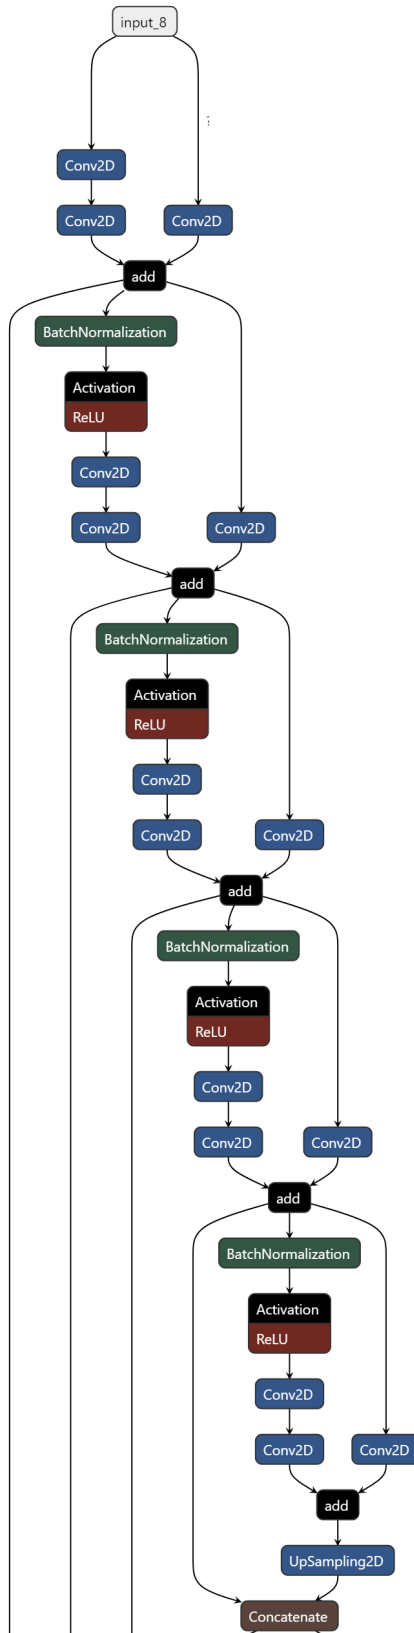 input_8
Conv2D
Conv2D Conv2D
add
BatchNormalization
Activation
ReLU
Conv2D
Conv2D Conv2D
add
BatchNormalization
Activation
ReLU
Conv2D
Conv2D Conv2D
add
BatchNormalization
Activation
ReLU
Conv2D
Conv2D Conv2D
add
BatchNormalization
Activation
ReLU
Conv2D
Conv2D Conv2D
add
UpSampling2D
Concatenate